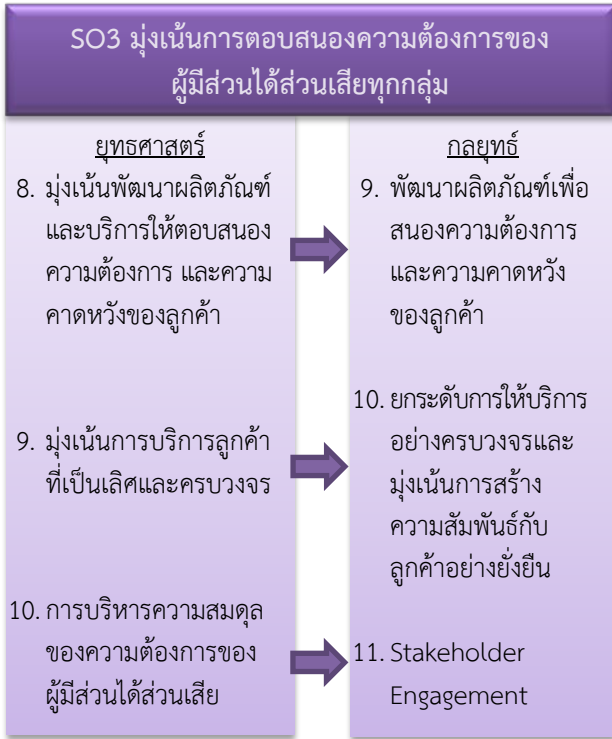 SO3 มุ่งเน้นการตอบสนองความต้องการของ
ผู้มีส่วนได้ส่วนเสียทุกกลุ่ม
ยุทธศาสตร์
8. มุ่งเน้นพัฒนาผลิตภัณฑ์
และบริการให้ตอบสนอง
ความต้องการ และความ
คาดหวังของลูกค้า
9. มุ่งเน้นการบริการลูกค้า
ที่เป็นเลิศและครบวงจร
10. การบริหารความสมดุล
ของความต้องการของ
ผู้มีส่วนได้ส่วนเสีย
กลยุทธ์
9. พัฒนาผลิตภัณฑ์เพื่อ
สนองความต้องการ
และความคาดหวัง
ของลูกค้า
10. ยกระดับการให้บริการ
อย่างครบวงจรและ
มุ่งเน้นการสร้าง
ความสัมพันธ์กับ
ลูกค้าอย่างยั่งยืน
11. Stakeholder
Engagement